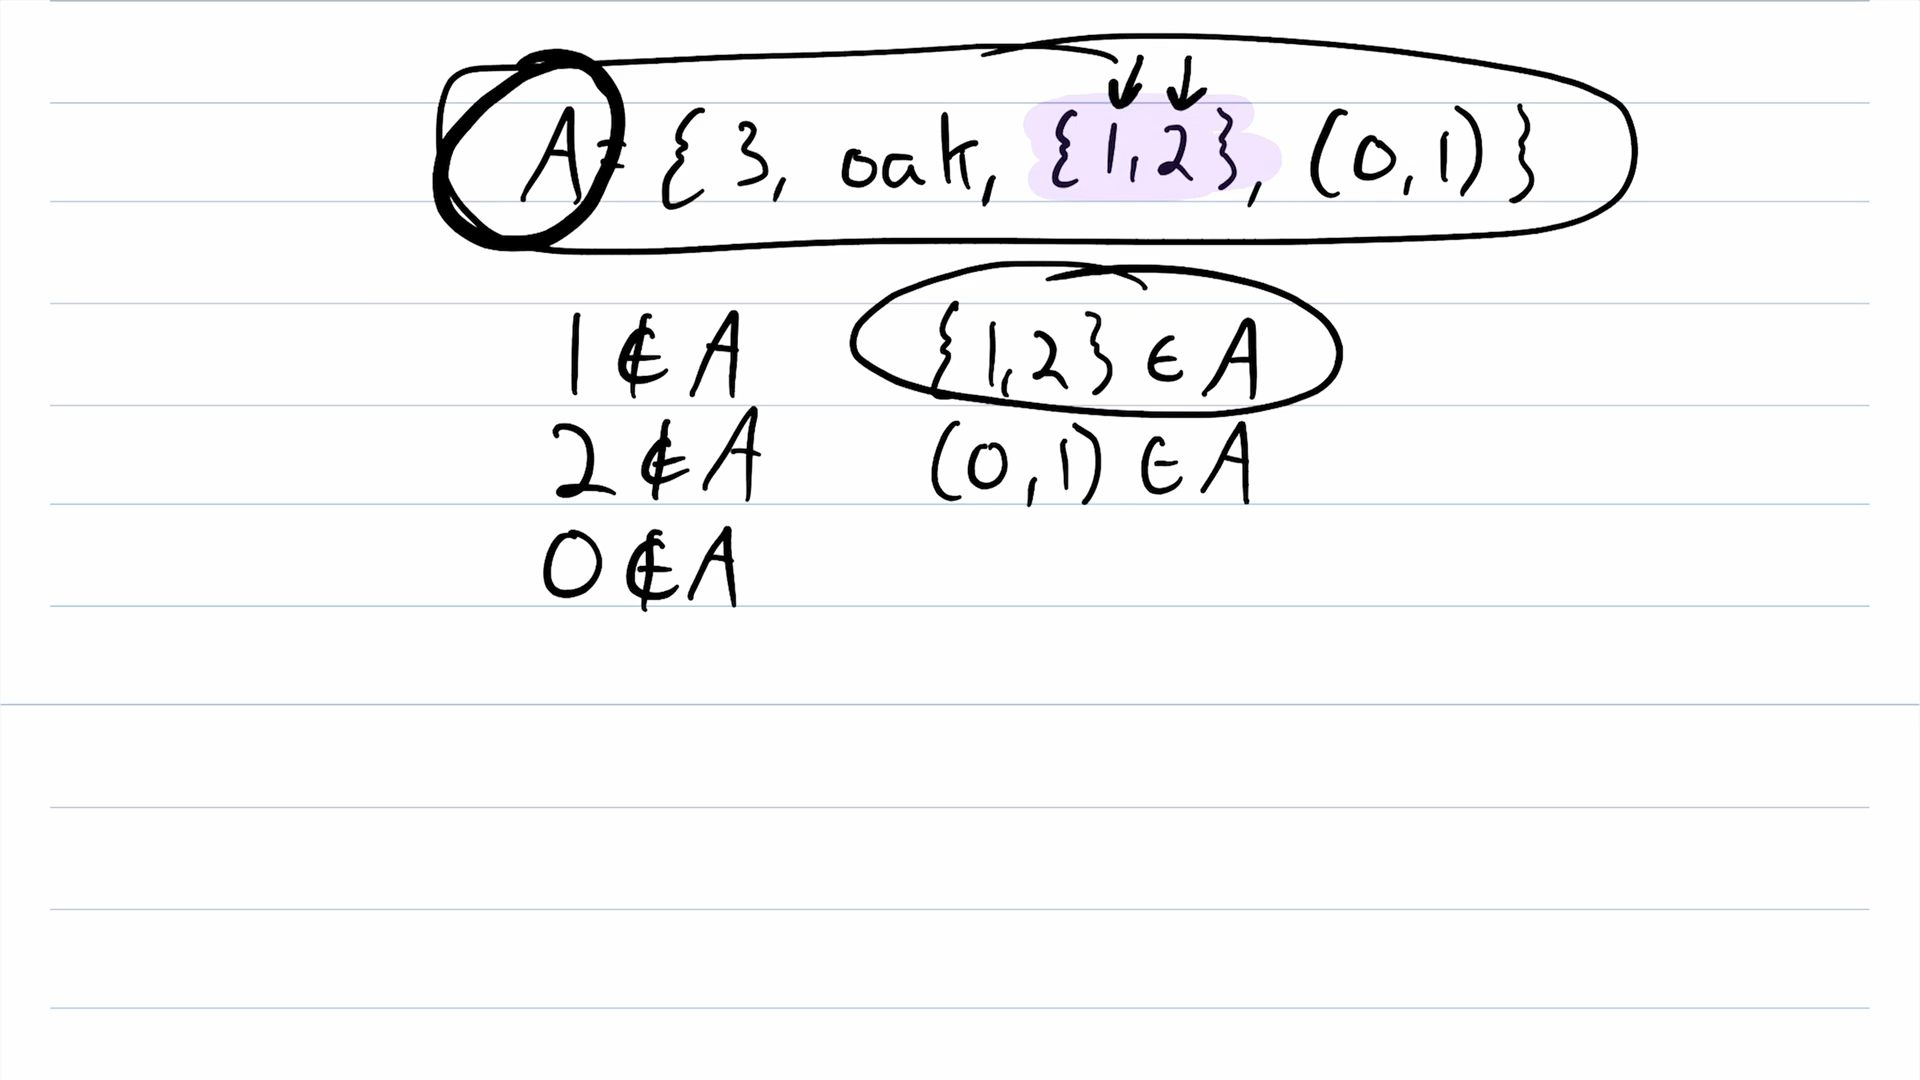 A = {3, oak, {1,2}, (0,1)}
1 ∉ A {1,2} ∈ A
2 ∉ A (0,1) ∈ A
0 ∉ A